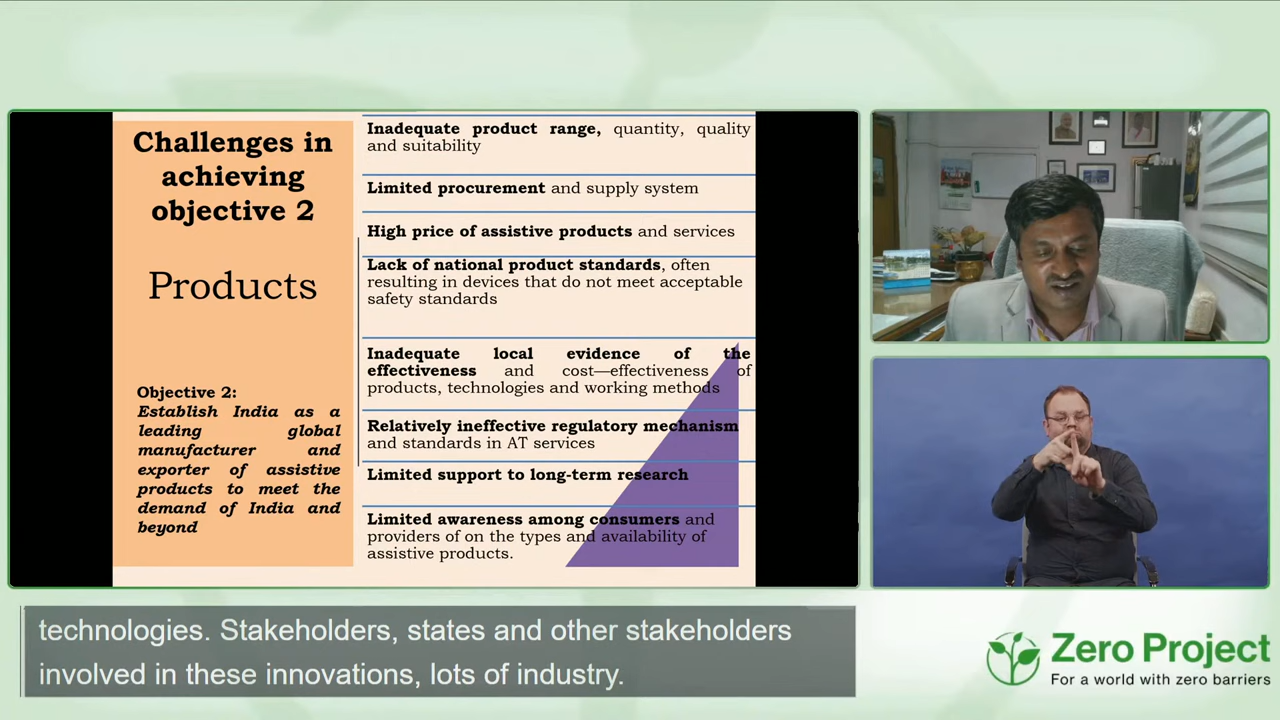 Challenges in
achieving
objective 2
Products
Objective 2:
Establish India as a
leading global
manufacturer and
exporter of assistive
products to meet the
demand of India and
beyond
Inadequate product range, quantity, quality
and suitability
Limited procurement and supply system
High price of assistive products and services
Lack of national product standards, often
resulting in devices that do not meet acceptable
safety standards
Inadequate local evidence of the
effectiveness and cost—effectiveness of
products, technologies and working methods
Relatively ineffective regulatory mechanism
and standards in AT services
Limited support to long-term research
Limited awareness among consumers and
providers of on the types and availability of
assistive products.
technologies. Stakeholders, states and other stakeholders
involved in these innovations, lots of industry.
Zero Project
For a world with zero barriers